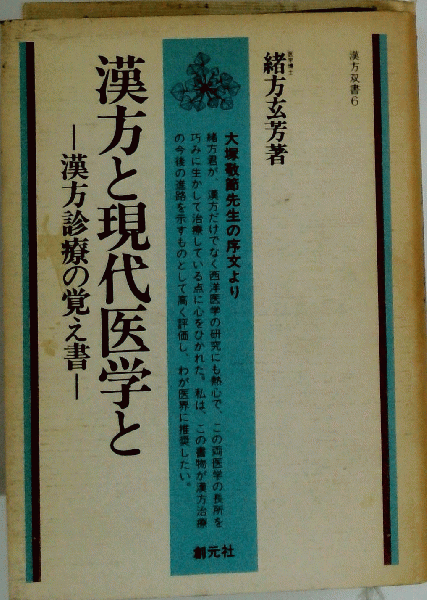 漢方双書6
医学博士
緒方玄芳著
大塚敬節先生の序文より
緒方君が、漢方だけでなく西洋医学の研究にも熱心で、この両医学の長所を
巧みに生かして治療している点に心をひかれた。私は、この書物が漢方治療
の今後の進路を示すものとして高く評価し、わが医界に推奨したい。
創元社
漢方と現代医学と
―漢方診療の覚え書―